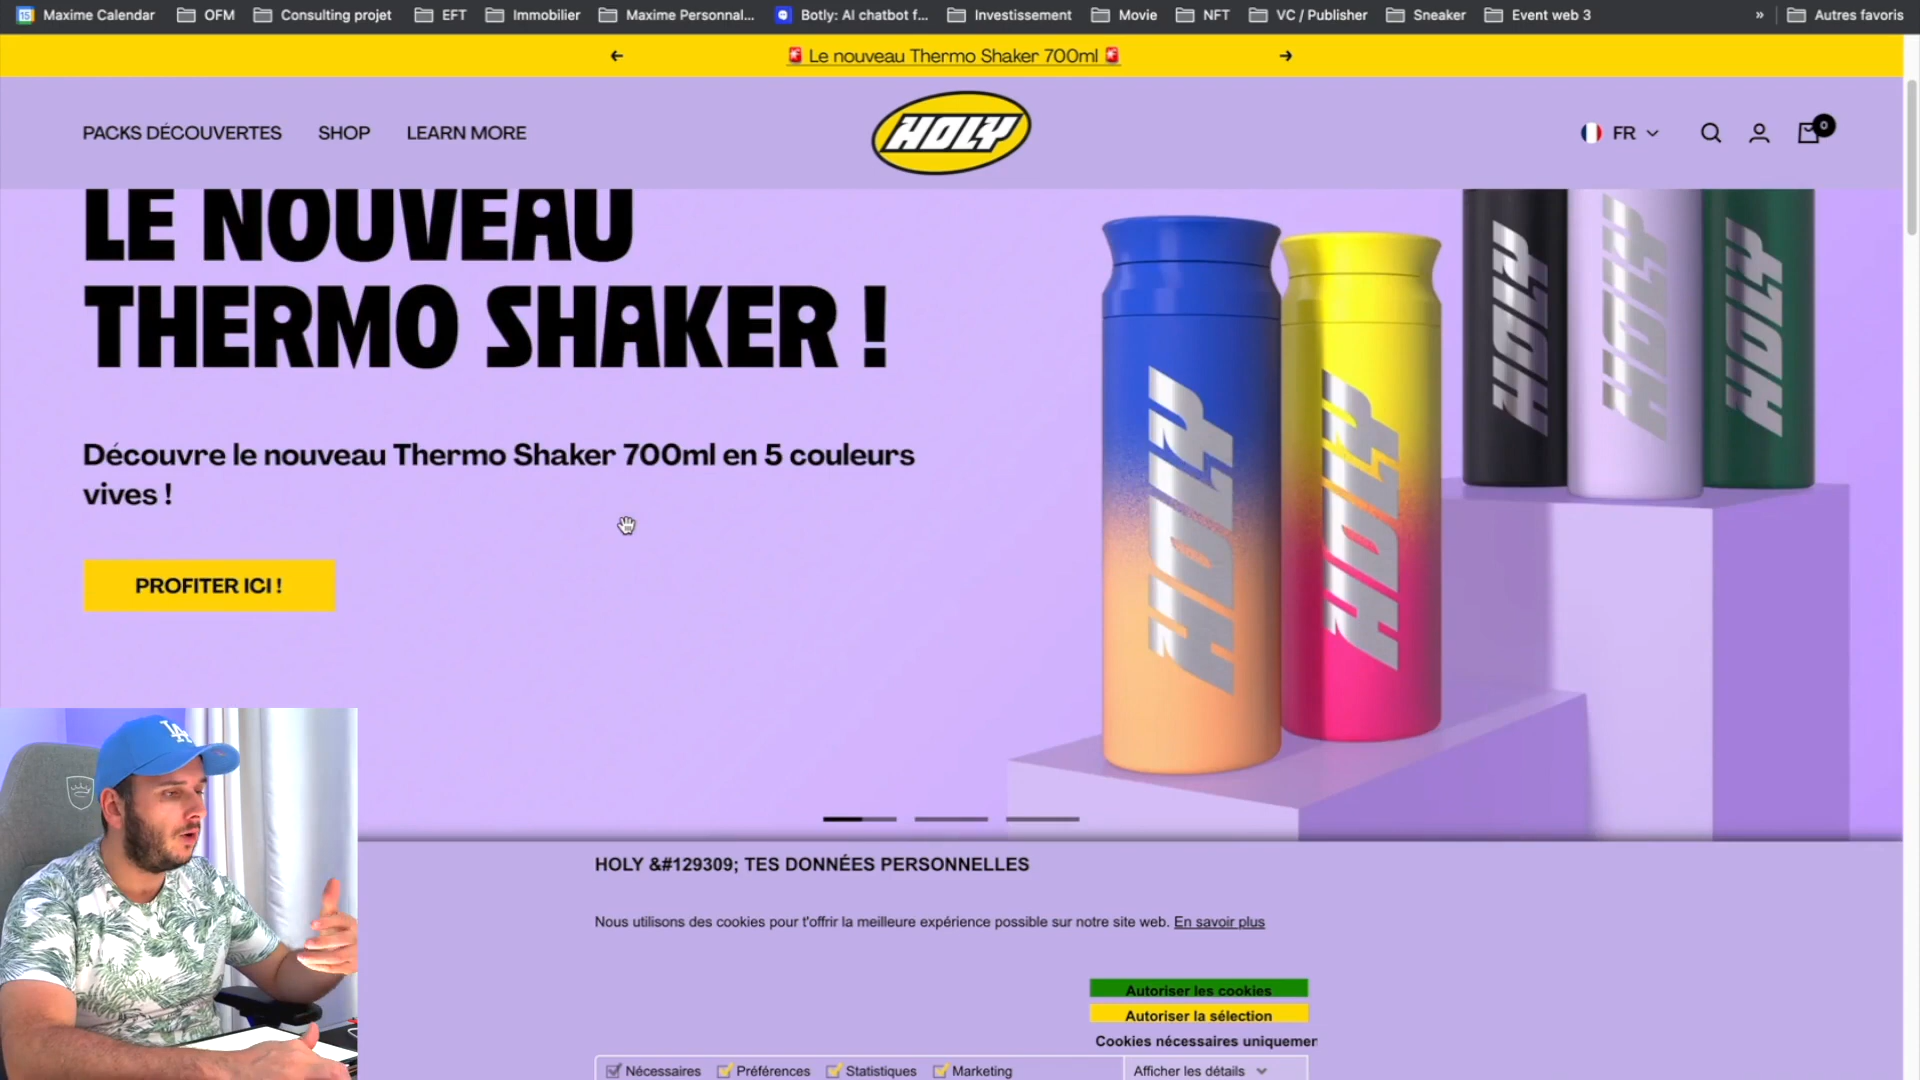 15 Maxime Calendar OFM Consulting projet EFT Immobilier Maxime Personnal... Botly: AI chatbot f... Investissement Movie NFT VC / Publisher Sneaker Event web 3 » Autres favoris
← 🚨 Le nouveau Thermo Shaker 700ml 🚨 →
PACKS DÉCOUVERTES SHOP LEARN MORE HOLY FR 0
LE NOUVEAU
THERMO SHAKER !
Découvre le nouveau Thermo Shaker 700ml en 5 couleurs
vives !
PROFITER ICI !
HOLY
HOLY
HOLY
HOLY
HOLY
LA
HOLY &#129309; TES DONNÉES PERSONNELLES
Nous utilisons des cookies pour t'offrir la meilleure expérience possible sur notre site web. En savoir plus
Autoriser les cookies
Autoriser la sélection
Cookies nécessaires uniquemen
Nécessaires Préférences Statistiques Marketing Afficher les détails